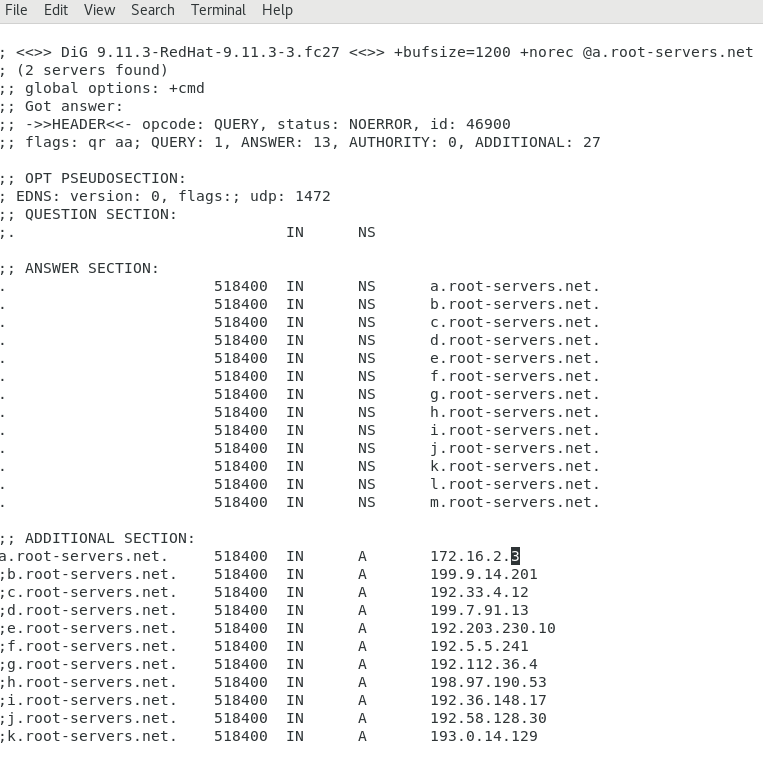 File Edit View Search Terminal Help
; <<>> DiG 9.11.3-RedHat-9.11.3-3.fc27 <<>> +bufsize=1200 +norec @a.root-servers.net
; (2 servers found)
;; global options: +cmd
;; Got answer:
;; ->>HEADER<<- opcode: QUERY, status: NOERROR, id: 46900
;; flags: qr aa; QUERY: 1, ANSWER: 13, AUTHORITY: 0, ADDITIONAL: 27
;; OPT PSEUDOSECTION:
; EDNS: version: 0, flags:; udp: 1472
;; QUESTION SECTION:
;. IN NS
;; ANSWER SECTION:
. 518400 IN NS a.root-servers.net.
. 518400 IN NS b.root-servers.net.
. 518400 IN NS c.root-servers.net.
. 518400 IN NS d.root-servers.net.
. 518400 IN NS e.root-servers.net.
. 518400 IN NS f.root-servers.net.
. 518400 IN NS g.root-servers.net.
. 518400 IN NS h.root-servers.net.
. 518400 IN NS i.root-servers.net.
. 518400 IN NS j.root-servers.net.
. 518400 IN NS k.root-servers.net.
. 518400 IN NS l.root-servers.net.
. 518400 IN NS m.root-servers.net.
;; ADDITIONAL SECTION:
a.root-servers.net. 518400 IN A 172.16.2.3
;b.root-servers.net. 518400 IN A 199.9.14.201
;c.root-servers.net. 518400 IN A 192.33.4.12
;d.root-servers.net. 518400 IN A 199.7.91.13
;e.root-servers.net. 518400 IN A 192.203.230.10
;f.root-servers.net. 518400 IN A 192.5.5.241
;g.root-servers.net. 518400 IN A 192.112.36.4
;h.root-servers.net. 518400 IN A 198.97.190.53
;i.root-servers.net. 518400 IN A 192.36.148.17
;j.root-servers.net. 518400 IN A 192.58.128.30
;k.root-servers.net. 518400 IN A 193.0.14.129